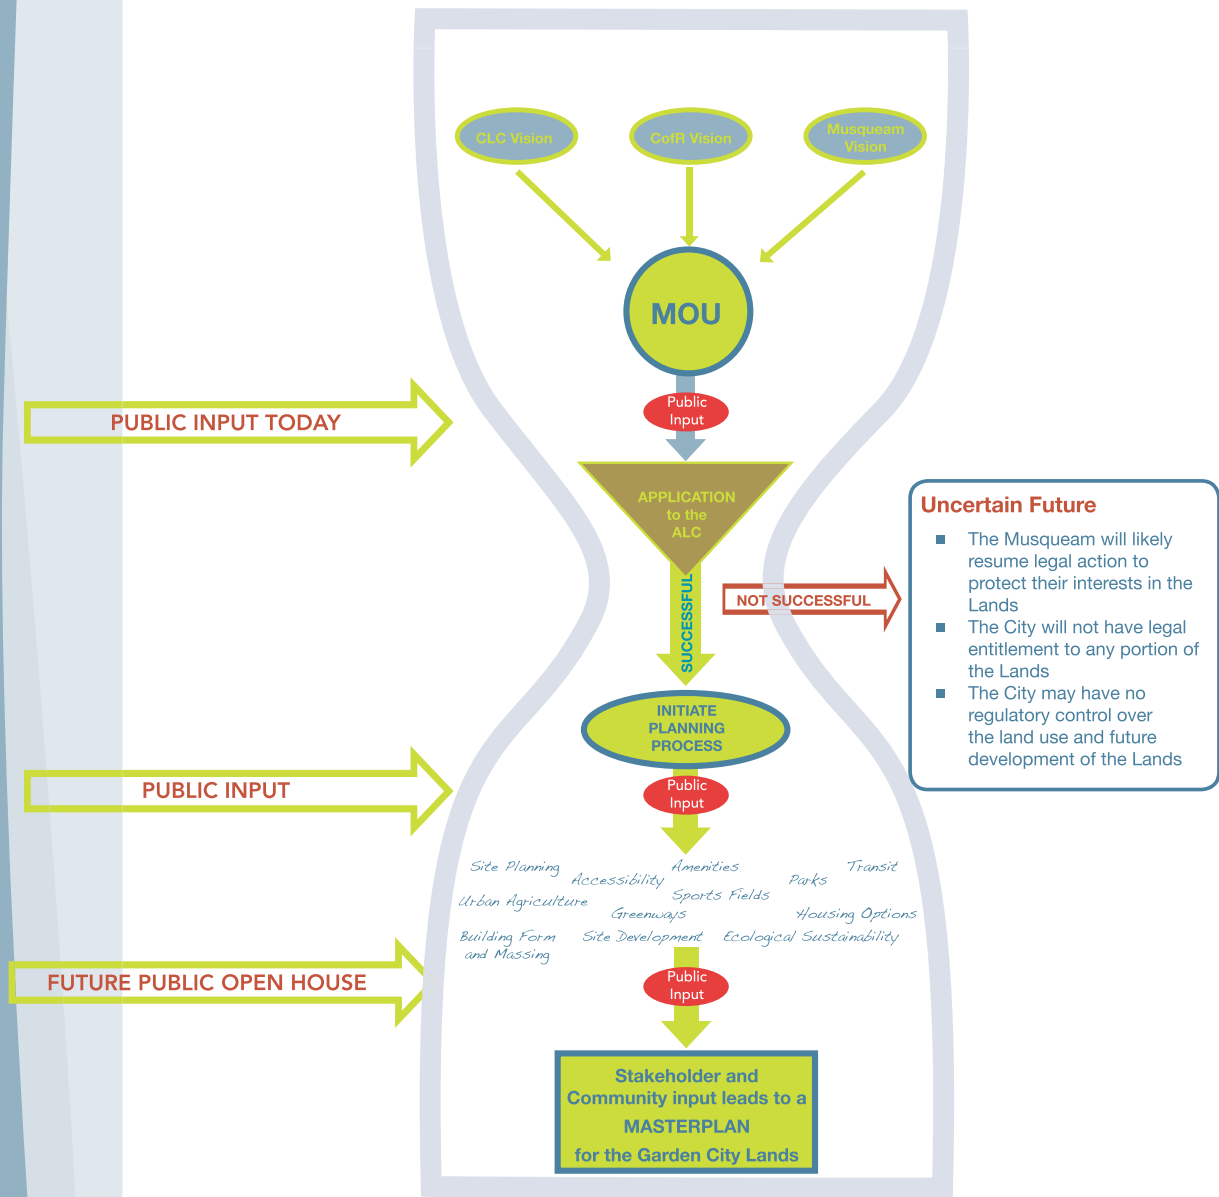 CLC Vision
CofR Vision
Musqueam
Vision
MOU
Public
Input
PUBLIC INPUT TODAY
APPLICATION
to the
ALC
SUCCESSFUL
NOT SUCCESSFUL
Uncertain Future
The Musqueam will likely
resume legal action to
protect their interests in the
Lands
The City will not have legal
entitlement to any portion of
the Lands
The City may have no
regulatory control over
the land use and future
development of the Lands
INITIATE
PLANNING
PROCESS
PUBLIC INPUT
Public
Input
Site Planning
Amenities
Transit
Accessibility
Parks
Urban Agriculture
Sports Fields
Greenways
Housing Options
Building Form
and Massing
Site Development
Ecological Sustainability
FUTURE PUBLIC OPEN HOUSE
Public
Input
Stakeholder and
Community input leads to a
MASTERPLAN
for the Garden City Lands